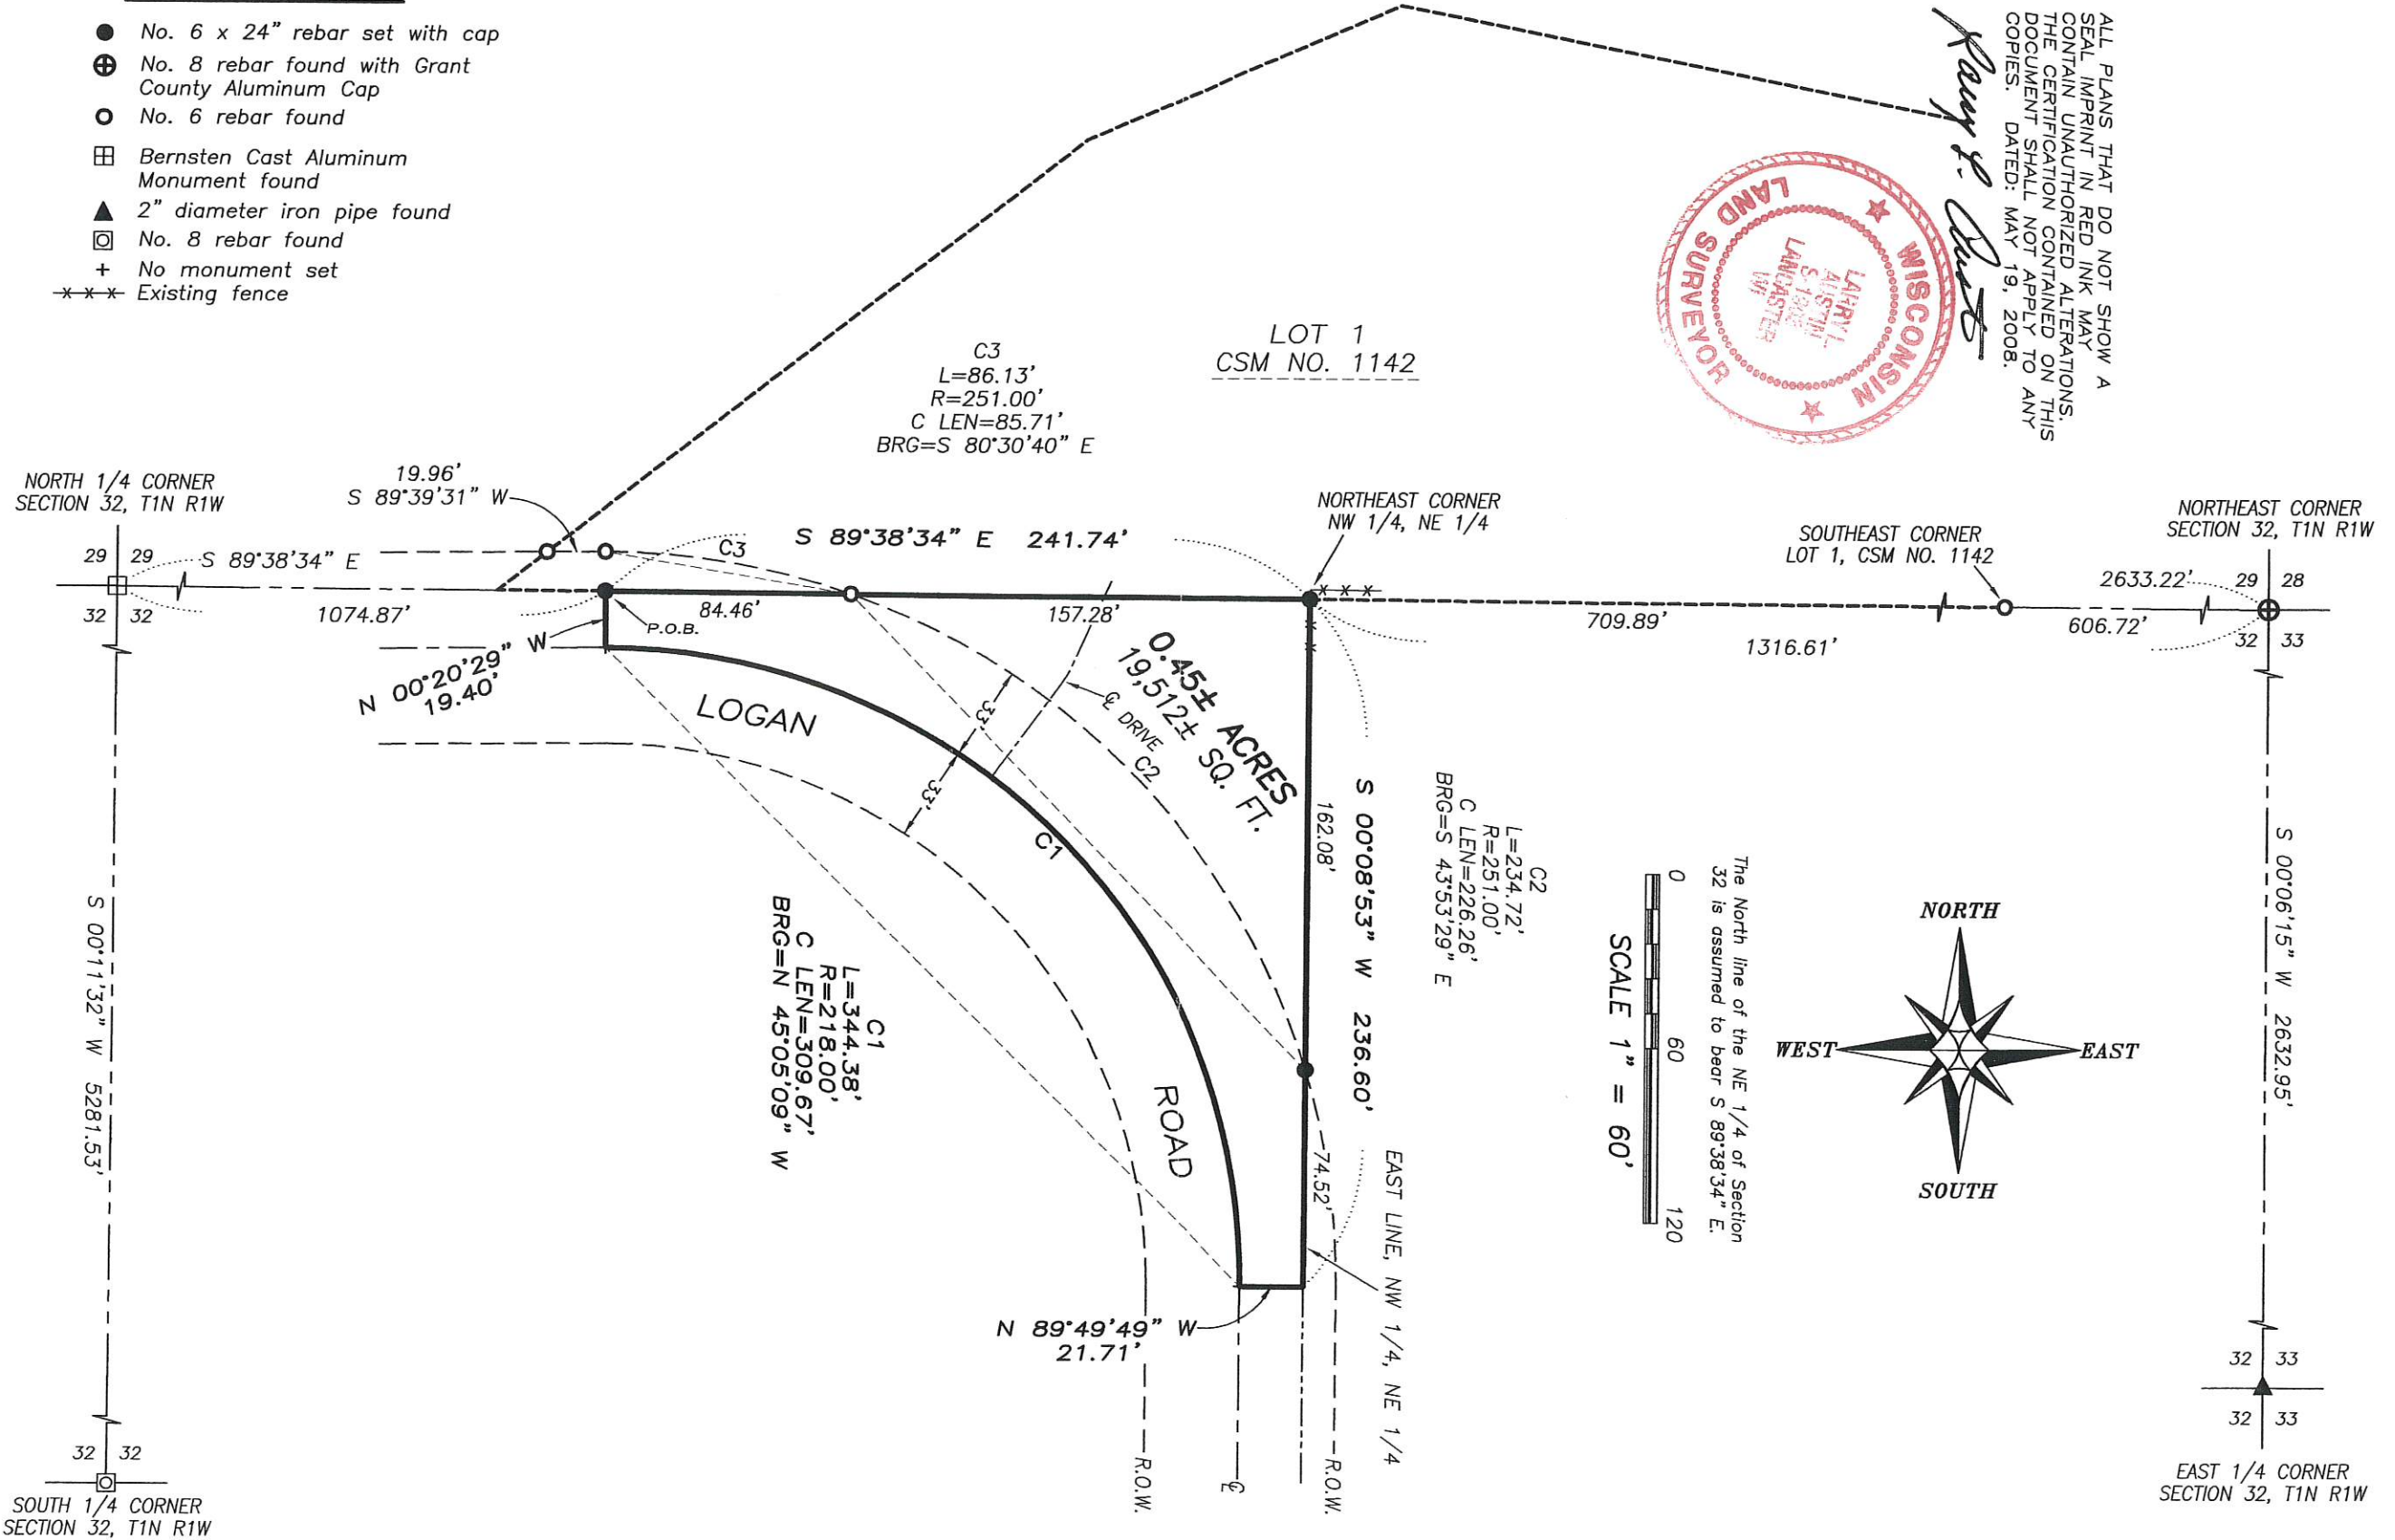 No. 6 x 24" rebar set with cap
No. 8 rebar found with Grant
County Aluminum Cap
No. 6 rebar found
Bernsten Cast Aluminum
Monument found
2" diameter iron pipe found
No. 8 rebar found
No monument set
Existing fence
ALL PLANS THAT DO NOT SHOW A
SEAL IMPRINT IN RED INK MAY
CONTAIN UNAUTHORIZED ALTERATIONS.
THE CERTIFICATION CONTAINED ON THIS
DOCUMENT SHALL NOT APPLY TO ANY
COPIES. DATED: MAY 19, 2008.
WISCONSIN
LAND SURVEYOR
LARRY L.
AUSTIN
LANCASTER
WI
LOT 1
CSM NO. 1142
C3
L=86.13'
R=251.00'
C LEN=85.71'
BRG=S 80°30'40" E
NORTH 1/4 CORNER
SECTION 32, T1N R1W
29 29
32 32
19.96'
S 89°39'31" W
S 89°38'34" E
1074.87'
C3
S 89°38'34" E 241.74'
84.46'
157.28'
P.O.B.
NORTHEAST CORNER
NW 1/4, NE 1/4
SOUTHEAST CORNER
LOT 1, CSM NO. 1142
NORTHEAST CORNER
SECTION 32, T1N R1W
2633.22'
29 28
32 33
709.89'
1316.61'
606.72'
N 00°20'29" W
19.40'
LOGAN
33'
33'
℄ DRIVE
C2
0.45± ACRES
19,512± SQ. FT.
C1
162.08'
S 00°08'53" W 236.60'
C2
L=234.72'
R=251.00'
C LEN=226.26'
BRG=S 43°53'29" E
0 60 120
SCALE 1" = 60'
The North line of the NE 1/4 of Section
32 is assumed to bear S 89°38'34" E.
NORTH
WEST
EAST
SOUTH
S 00°06'15" W 2632.95'
S 00°11'32" W 5281.53'
C1
L=344.38'
R=218.00'
C LEN=309.67'
BRG=N 45°05'09" W
ROAD
74.52'
EAST LINE, NW 1/4, NE 1/4
N 89°49'49" W
21.71'
R.O.W.
℄
R.O.W.
32 33
32 33
EAST 1/4 CORNER
SECTION 32, T1N R1W
32 32
SOUTH 1/4 CORNER
SECTION 32, T1N R1W